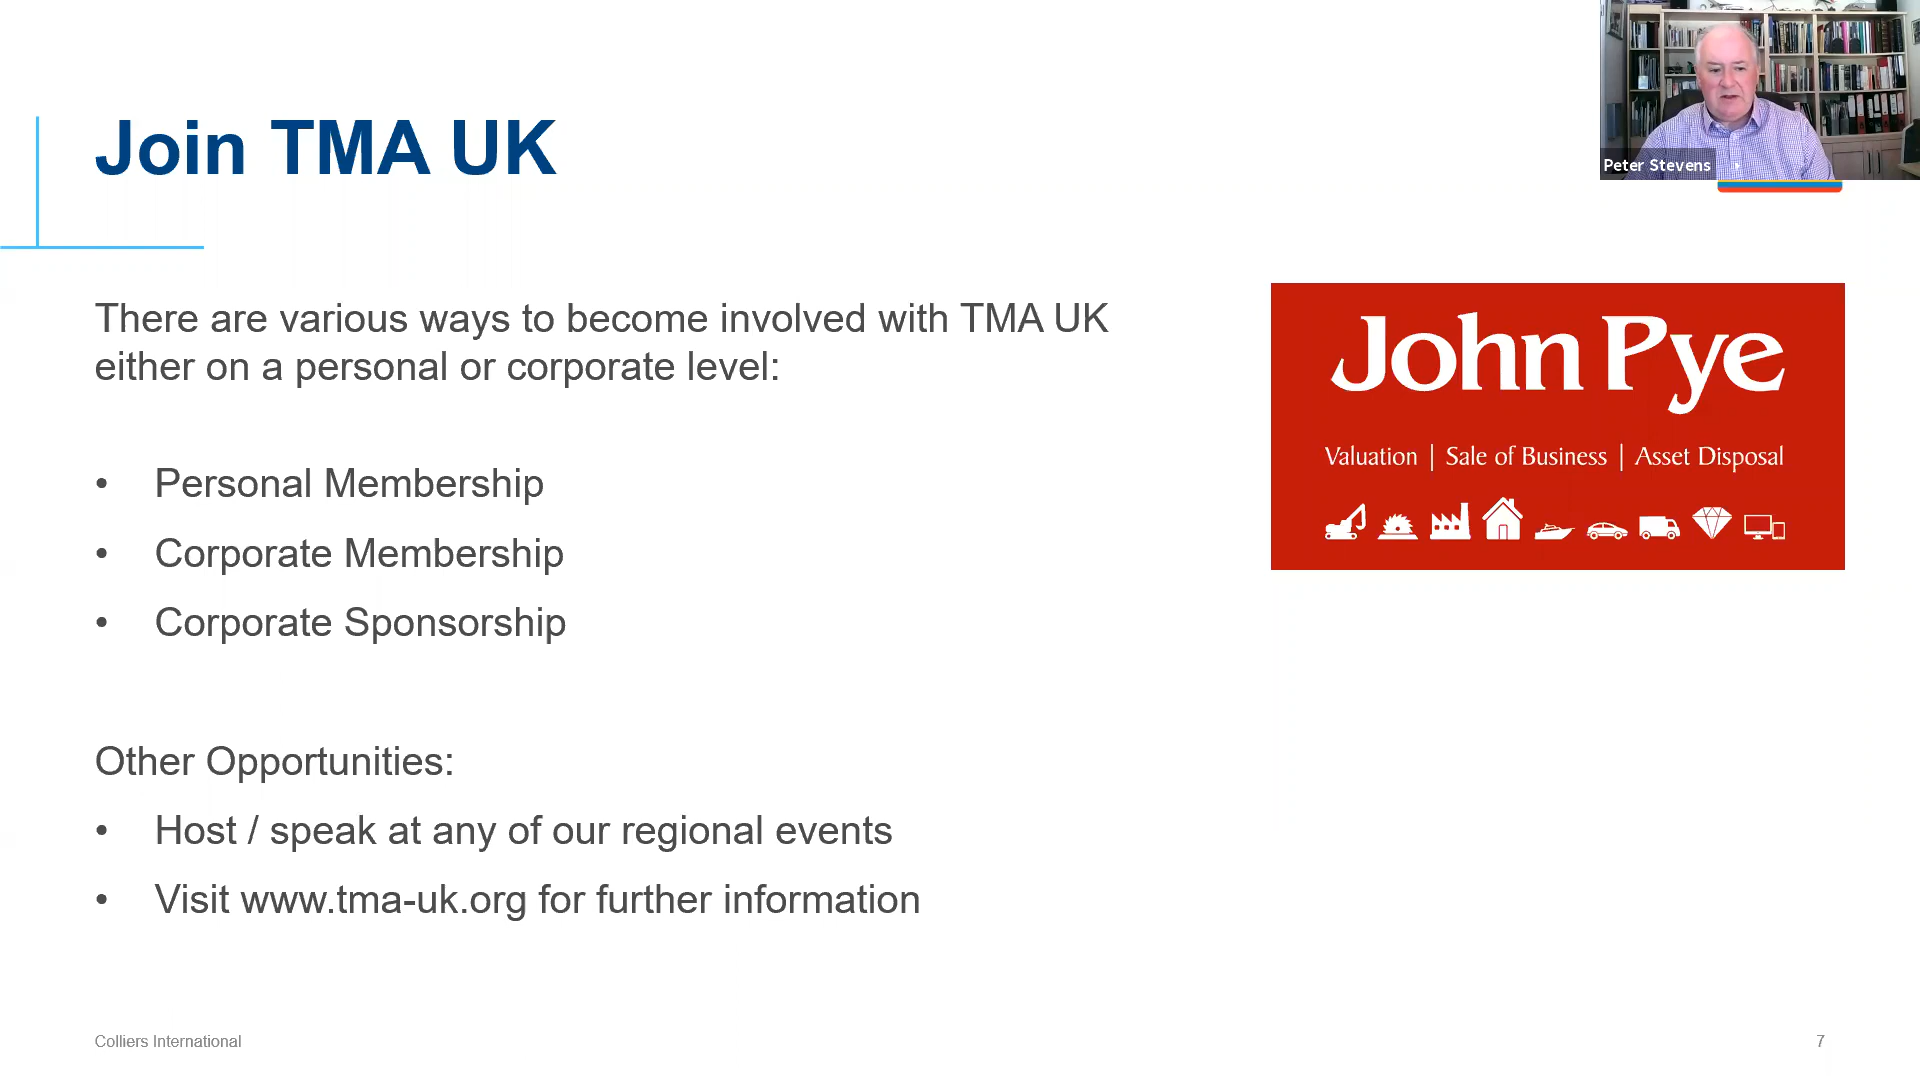 Join TMA UK
Peter Stevens
There are various ways to become involved with TMA UK
either on a personal or corporate level:
• Personal Membership
• Corporate Membership
• Corporate Sponsorship
Other Opportunities:
• Host / speak at any of our regional events
• Visit www.tma-uk.org for further information
John Pye
Valuation | Sale of Business | Asset Disposal
Colliers International
7